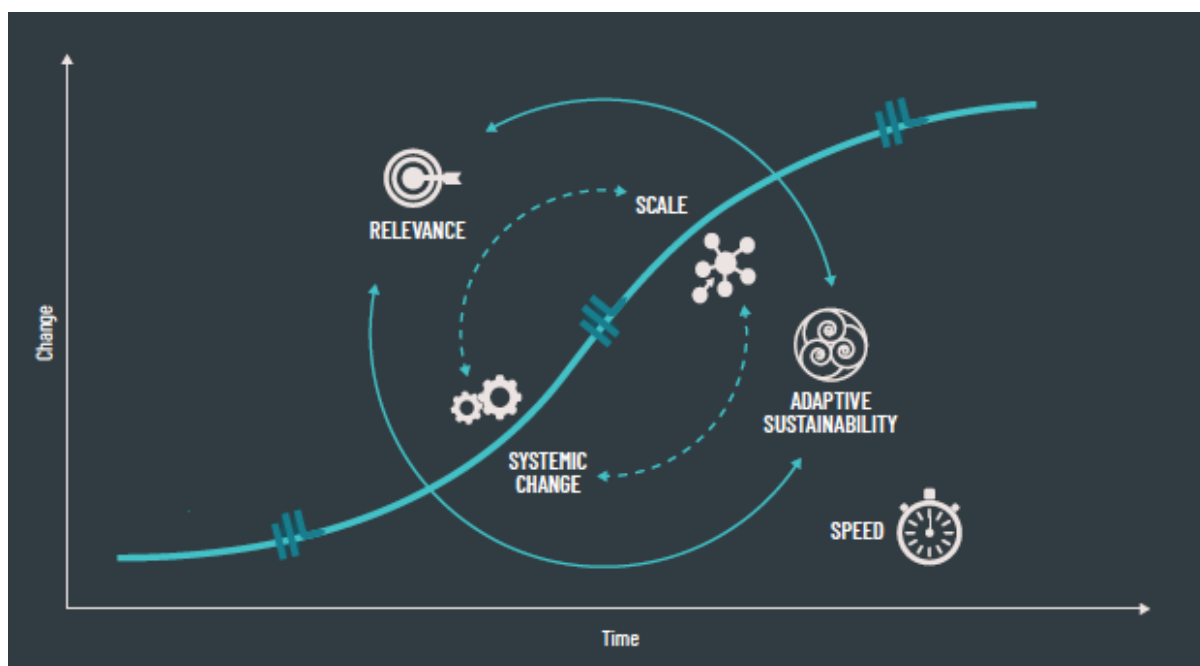 SCALE
RELEVANCE
Change
ADAPTIVE
SUSTAINABILITY
SYSTEMIC
CHANGE
SPEED
Time